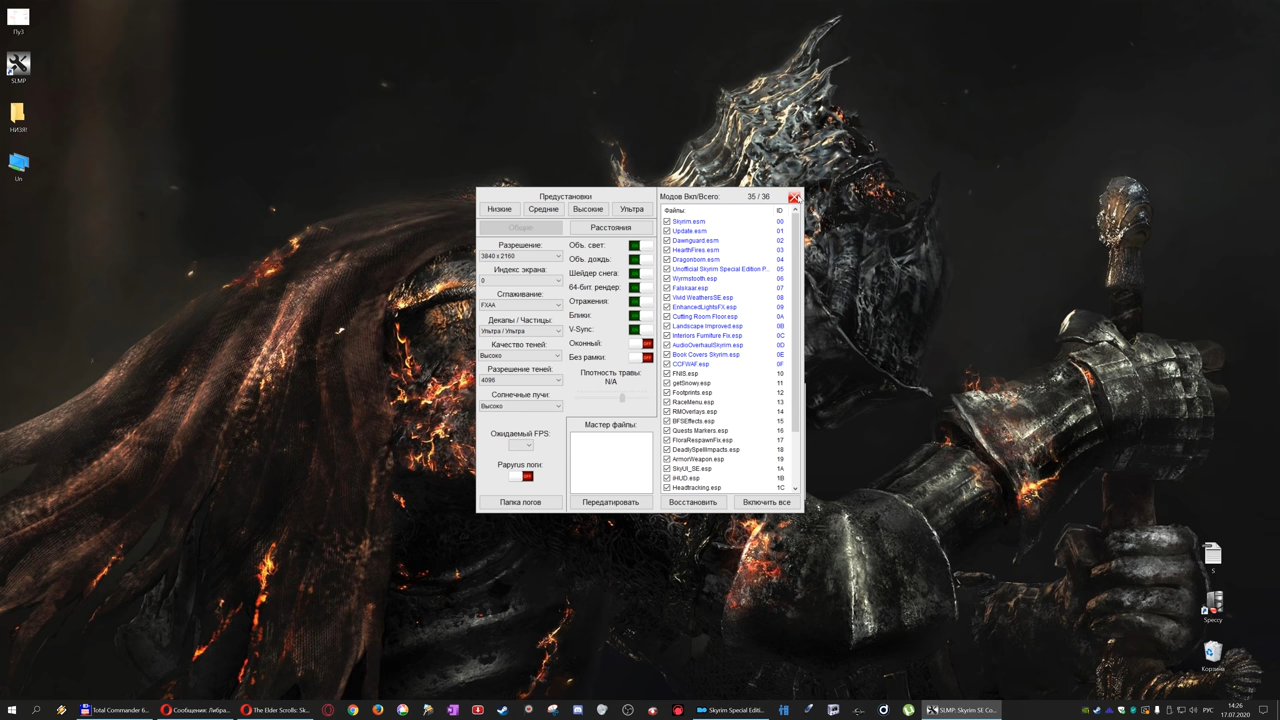 Пуз
SLMP
НИЗЯ!
Un
Предустановки
Низкие Средние Высокие Ультра
Общие Расстояния
Разрешение:
3840 x 2160
Индекс экрана:
0
Сглаживание:
FXAA
Декалы / Частицы:
Ультра / Ультра
Качество теней:
Высоко
Разрешение теней:
4096
Солнечные лучи:
Высоко
Ожидаемый FPS:
Papyrus логи:
OFF
Папка логов
Объ. свет:
Объ. дождь:
Шейдер снега:
64-бит. рендер:
Отражения:
Блики:
V-Sync:
Оконный: OFF
Без рамки: OFF
Плотность травы:
N/A
Мастер файлы:
Передатировать
Модов Вкл/Всего: 35 / 36
Файлы: ID
Skyrim.esm 00
Update.esm 01
Dawnguard.esm 02
HearthFires.esm 03
Dragonborn.esm 04
Unofficial Skyrim Special Edition P... 05
Wyrmstooth.esp 06
Falskaar.esp 07
Vivid WeathersSE.esp 08
EnhancedLightsFX.esp 09
Cutting Room Floor.esp 0A
Landscape Improved.esp 0B
Interiors Furniture Fix.esp 0C
AudioOverhaulSkyrim.esp 0D
Book Covers Skyrim.esp 0E
CCFWAF.esp 0F
FNIS.esp 10
getSnowy.esp 11
Footprints.esp 12
RaceMenu.esp 13
RMOverlays.esp 14
BFSEffects.esp 15
Quests Markers.esp 16
FloraRespawnFix.esp 17
DeadlySpellImpacts.esp 18
ArmorWeapon.esp 19
SkyUI_SE.esp 1A
iHUD.esp 1B
Headtracking.esp 1C
Восстановить Включить все
S
Speccy
Корзина
Total Commander 6... Сообщения: Либра... The Elder Scrolls: Sk... Skyrim Special Editi... SLMP: Skyrim SE Co...
РУС
14:26
17.07.2020